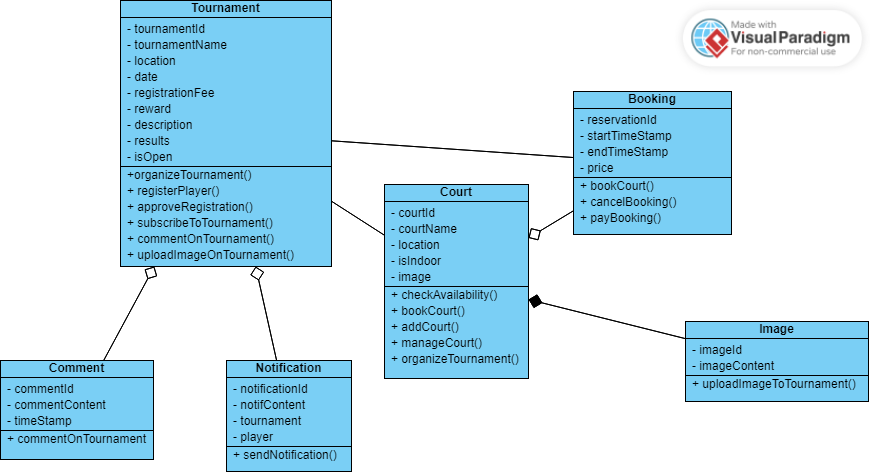 Tournament
- tournamentId
- tournamentName
- location
- date
- registrationFee
- reward
- description
- results
- isOpen
+organizeTournament()
+ registerPlayer()
+ approveRegistration()
+ subscribeToTournament()
+ commentOnTournament()
+ uploadImageOnTournament()
Made with
Visual Paradigm
For non-commercial use
Booking
- reservationId
- startTimeStamp
- endTimeStamp
- price
+ bookCourt()
+ cancelBooking()
+ payBooking()
Court
- courtId
- courtName
- location
- isIndoor
- image
+ checkAvailability()
+ bookCourt()
+ addCourt()
+ manageCourt()
+ organizeTournament()
Image
- imageId
- imageContent
+ uploadImageToTournament()
Comment
- commentId
- commentContent
- timeStamp
+ commentOnTournament
Notification
- notificationId
- notifContent
- tournament
- player
+ sendNotification()